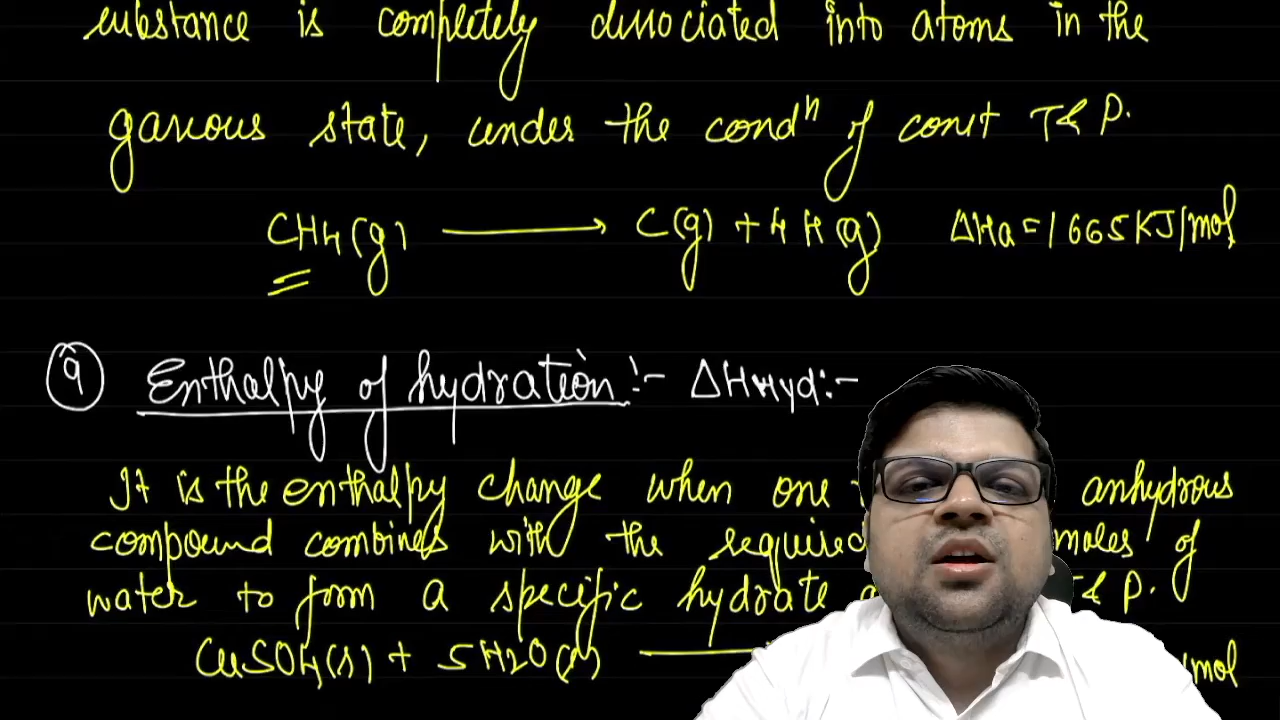 substance is completely dissociated into atoms in the
gaseous state, under the condⁿ of const T & P.
CH4(g) → C(g) + 4H(g) ΔHa = 1665 KJ/mol
9 Enthalpy of hydration :- ΔHHyd :-
It is the enthalpy change when one anhydrous
compound combines with the required moles of
water to form a specific hydrate T & P.
CuSO4(s) + 5H2O(l) /mol